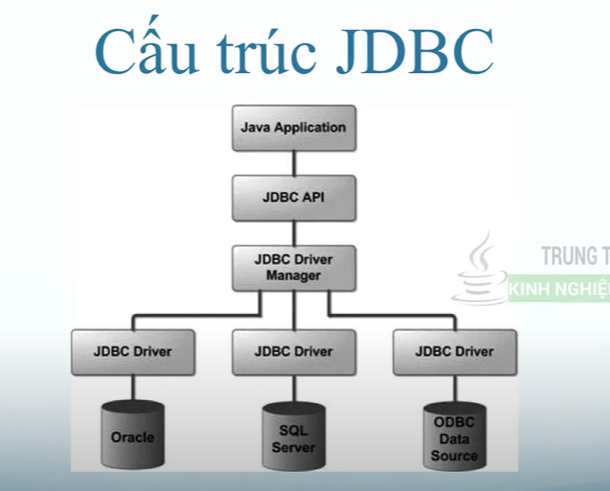 Cấu trúc JDBC
Java Application
JDBC API
JDBC Driver
Manager
TRUNG T
KINH NGHIỆ
JDBC Driver
JDBC Driver
JDBC Driver
Oracle
SQL
Server
ODBC
Data
Source